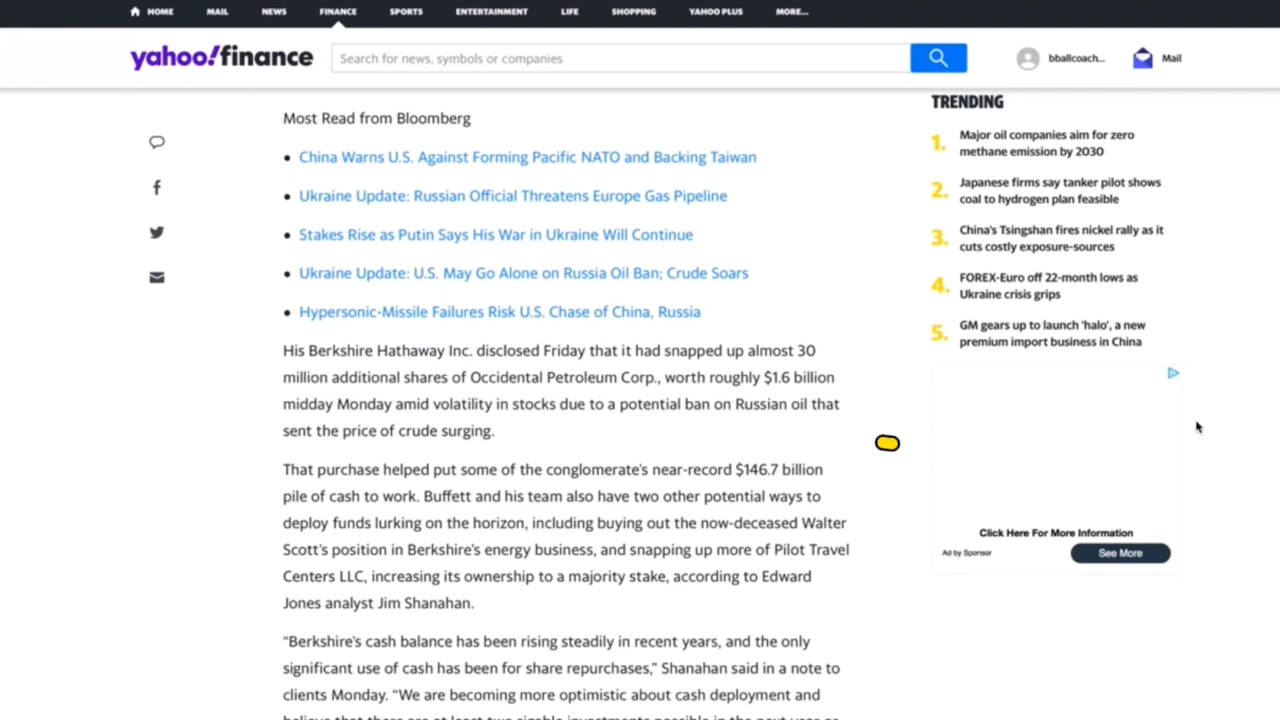 HOME MAIL NEWS FINANCE SPORTS ENTERTAINMENT LIFE SHOPPING YAHOO PLUS MORE...
yahoo!finance
Search for news, symbols or companies
bballcoach...
Mail
Most Read from Bloomberg
China Warns U.S. Against Forming Pacific NATO and Backing Taiwan
Ukraine Update: Russian Official Threatens Europe Gas Pipeline
Stakes Rise as Putin Says His War in Ukraine Will Continue
Ukraine Update: U.S. May Go Alone on Russia Oil Ban; Crude Soars
Hypersonic-Missile Failures Risk U.S. Chase of China, Russia
His Berkshire Hathaway Inc. disclosed Friday that it had snapped up almost 30
million additional shares of Occidental Petroleum Corp., worth roughly $1.6 billion
midday Monday amid volatility in stocks due to a potential ban on Russian oil that
sent the price of crude surging.
That purchase helped put some of the conglomerate's near-record $146.7 billion
pile of cash to work. Buffett and his team also have two other potential ways to
deploy funds lurking on the horizon, including buying out the now-deceased Walter
Scott's position in Berkshire's energy business, and snapping up more of Pilot Travel
Centers LLC, increasing its ownership to a majority stake, according to Edward
Jones analyst Jim Shanahan.
“Berkshire's cash balance has been rising steadily in recent years, and the only
significant use of cash has been for share repurchases,” Shanahan said in a note to
clients Monday. “We are becoming more optimistic about cash deployment and
believe that there are at least two sizable investments possible in the next year or
TRENDING
1. Major oil companies aim for zero
methane emission by 2030
2. Japanese firms say tanker pilot shows
coal to hydrogen plan feasible
3. China's Tsingshan fires nickel rally as it
cuts costly exposure-sources
4. FOREX-Euro off 22-month lows as
Ukraine crisis grips
5. GM gears up to launch 'halo', a new
premium import business in China
Click Here For More Information
Ad by Sponsor
See More